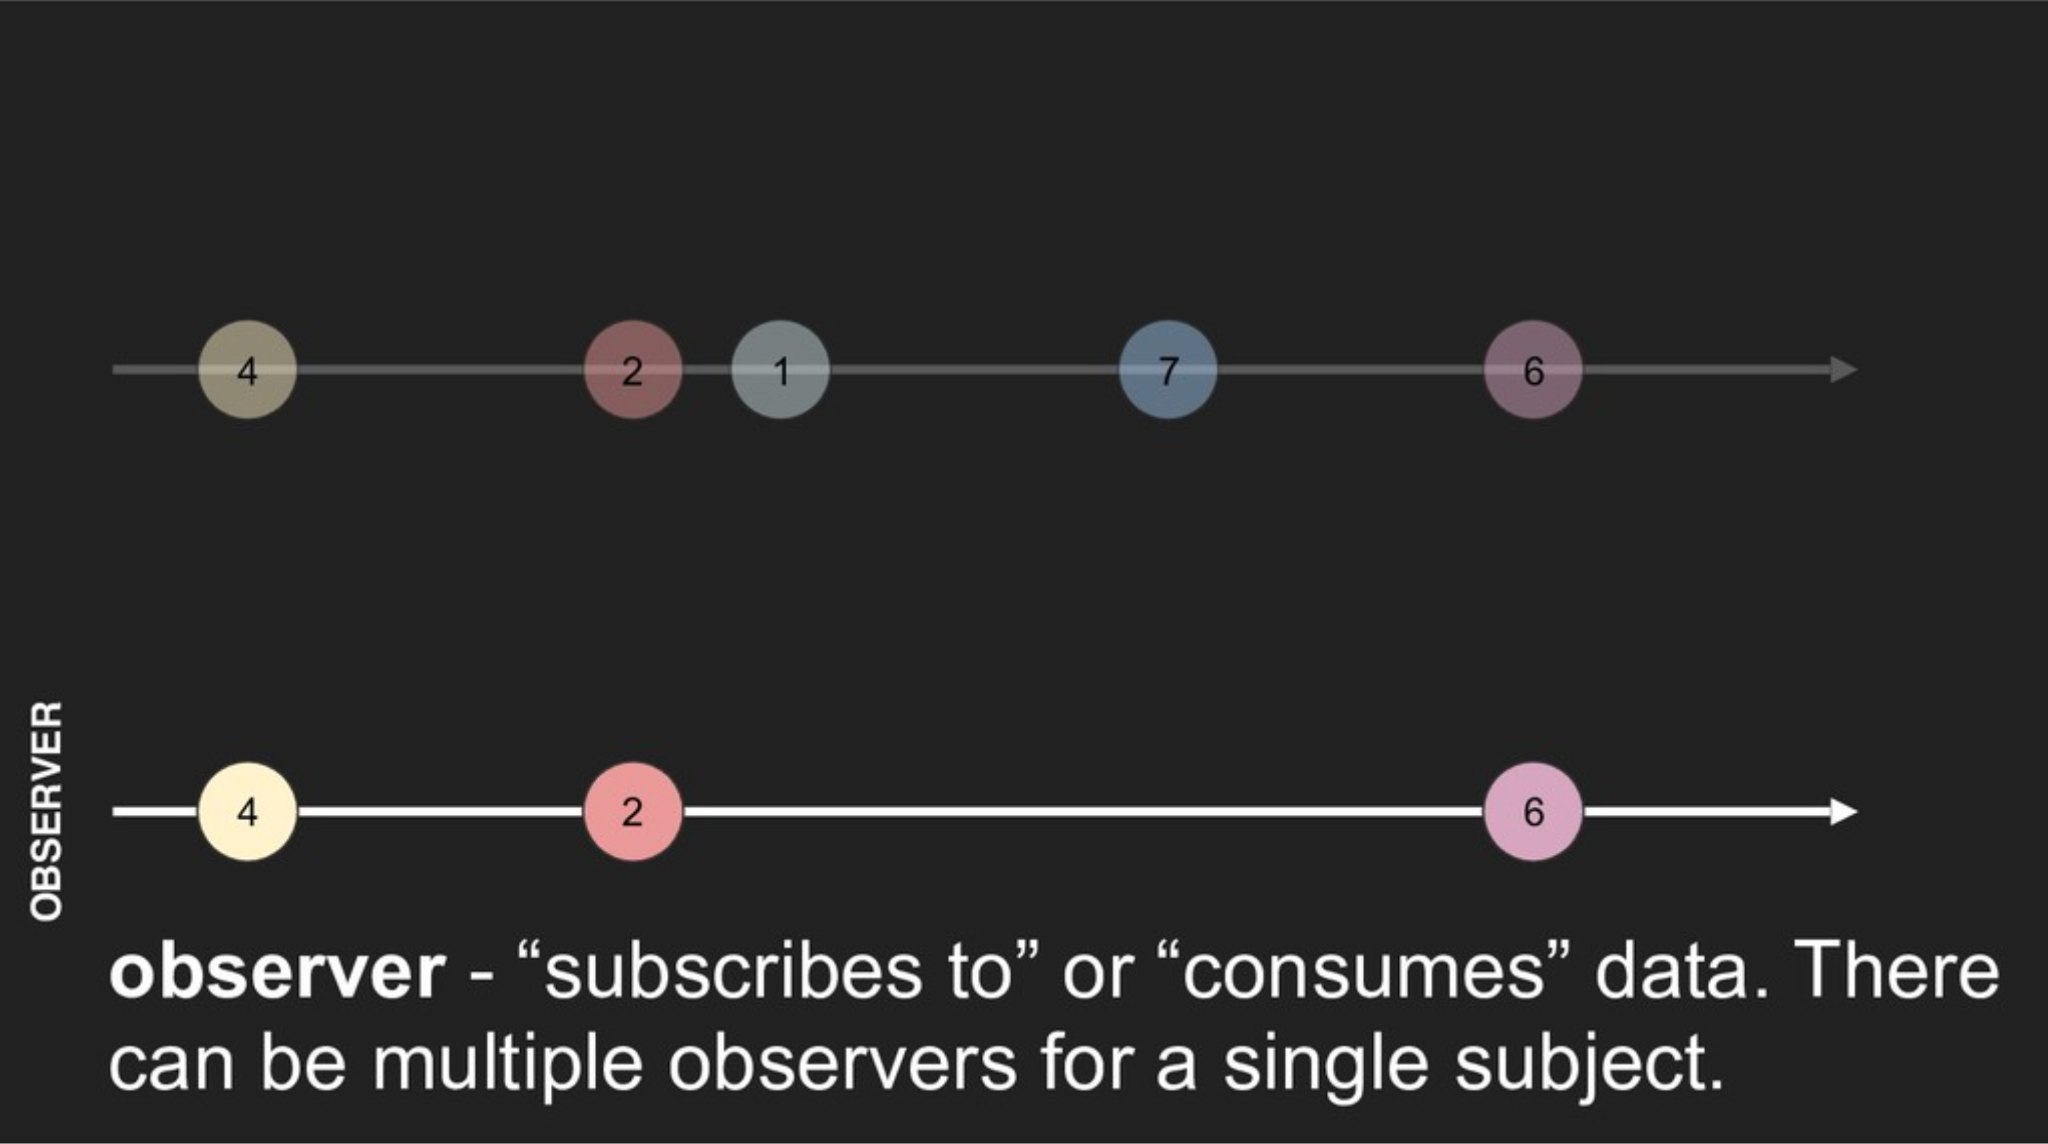 4 2 1 7 6
OBSERVER
4 2 6
observer - “subscribes to” or “consumes” data. There
can be multiple observers for a single subject.